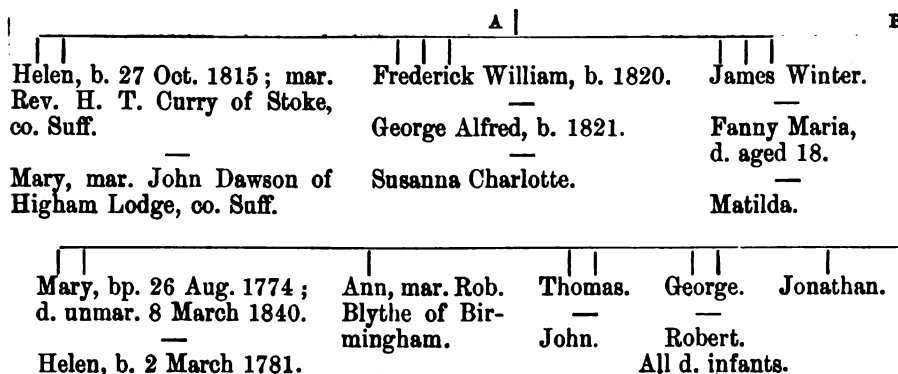 A B
Helen, b. 27 Oct. 1815; mar.
Rev. H. T. Curry of Stoke,
co. Suff.
Mary, mar. John Dawson of
Higham Lodge, co. Suff.
Frederick William, b. 1820.
George Alfred, b. 1821.
Susanna Charlotte.
James Winter.
Fanny Maria,
d. aged 18.
Matilda.
Mary, bp. 26 Aug. 1774;
d. unmar. 8 March 1840.
Helen, b. 2 March 1781.
Ann, mar. Rob.
Blythe of Bir-
mingham.
Thomas.
John.
George.
Robert.
Jonathan.
All d. infants.